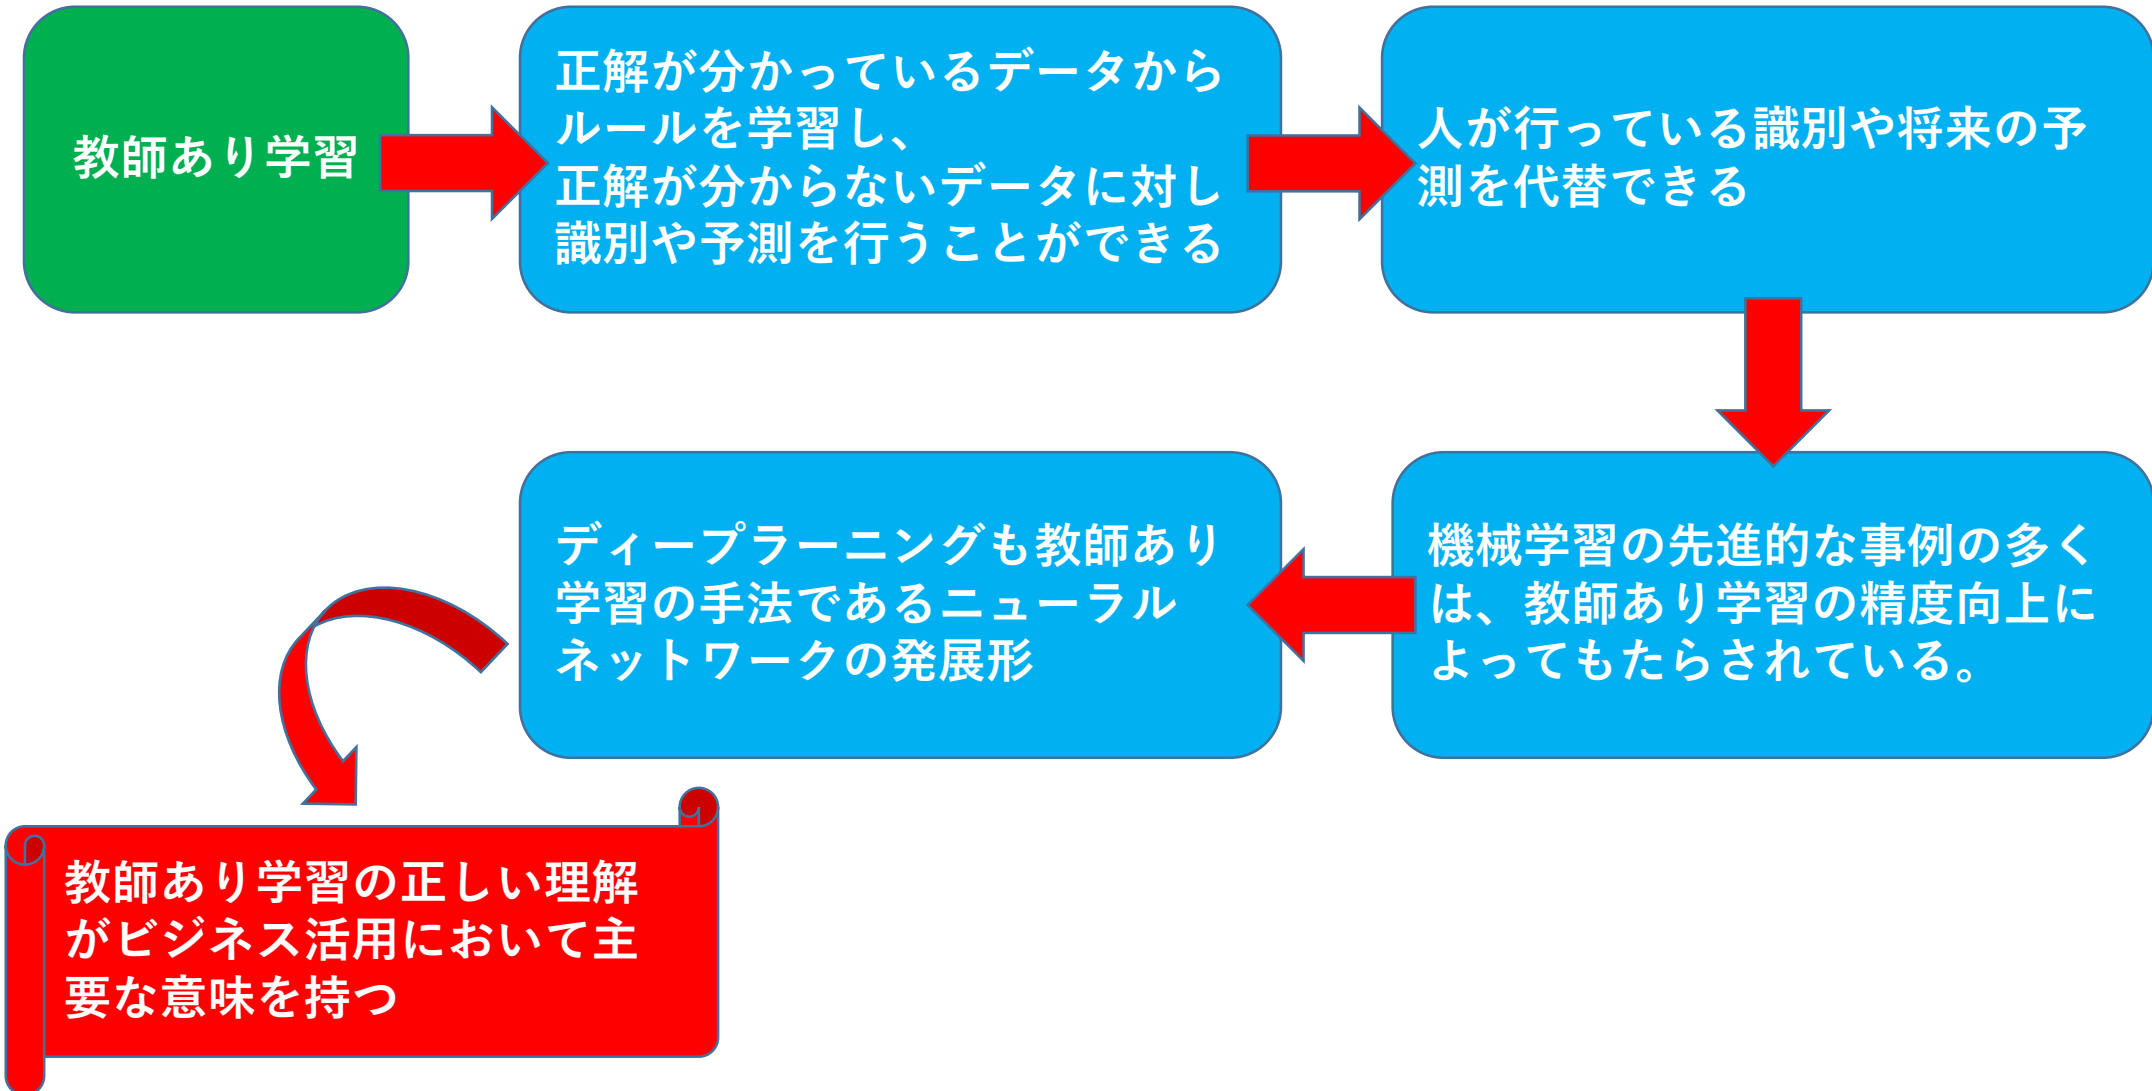 教師あり学習
正解が分かっているデータから
ルールを学習し、
正解が分からないデータに対し
識別や予測を行うことができる
人が行っている識別や将来の予
測を代替できる
機械学習の先進的な事例の多く
は、教師あり学習の精度向上に
よってもたらされている。
ディープラーニングも教師あり
学習の手法であるニューラル
ネットワークの発展形
教師あり学習の正しい理解
がビジネス活用において主
要な意味を持つ